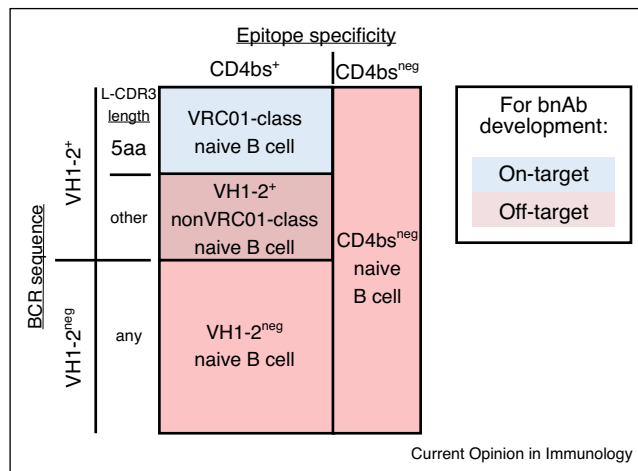 Epitope specificity
CD4bs⁺
CD4bsⁿᵉᵍ
BCR sequence
VH1-2⁺
VH1-2ⁿᵉᵍ
L-CDR3
length
5aa
other
any
VRC01-class
naive B cell
VH1-2⁺
nonVRC01-class
naive B cell
VH1-2ⁿᵉᵍ
naive B cell
CD4bsⁿᵉᵍ
naive
B cell
For bnAb
development:
On-target
Off-target
Current Opinion in Immunology